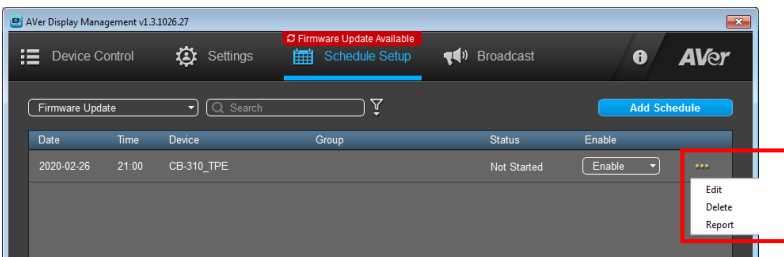 AVer Display Management v1.3.1026.27
Firmware Update Available
Device Control Settings Schedule Setup Broadcast AVer
Firmware Update Search Add Schedule
Date Time Device Group Status Enable
2020-02-26 21:00 CB-310_TPE Not Started Enable
Edit
Delete
Report